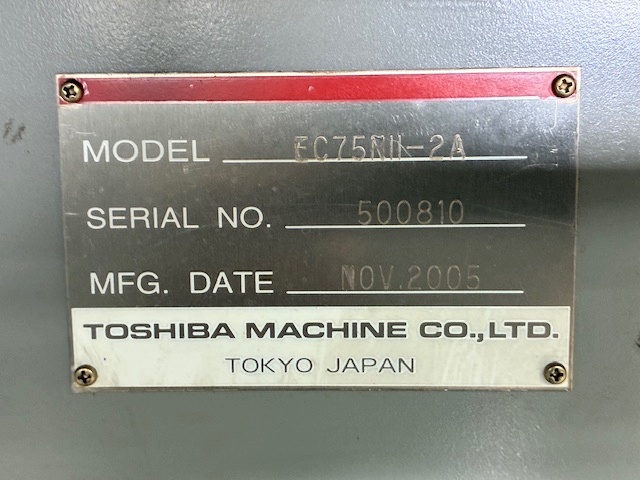 MODEL EC75NII-2A
SERIAL NO. 500810
MFG. DATE NOV.2005
TOSHIBA MACHINE CO.,LTD.
TOKYO JAPAN